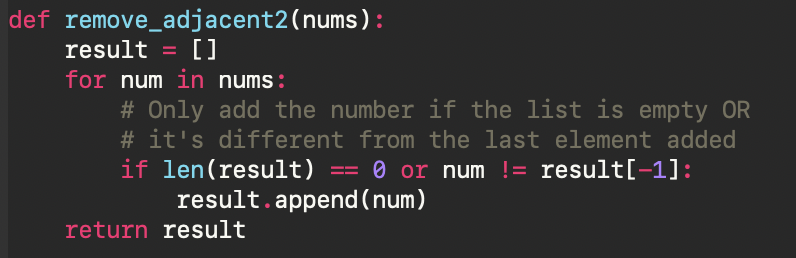 def remove_adjacent2(nums):
    result = []
    for num in nums:
        # Only add the number if the list is empty OR
        # it's different from the last element added
        if len(result) == 0 or num != result[-1]:
            result.append(num)
    return result